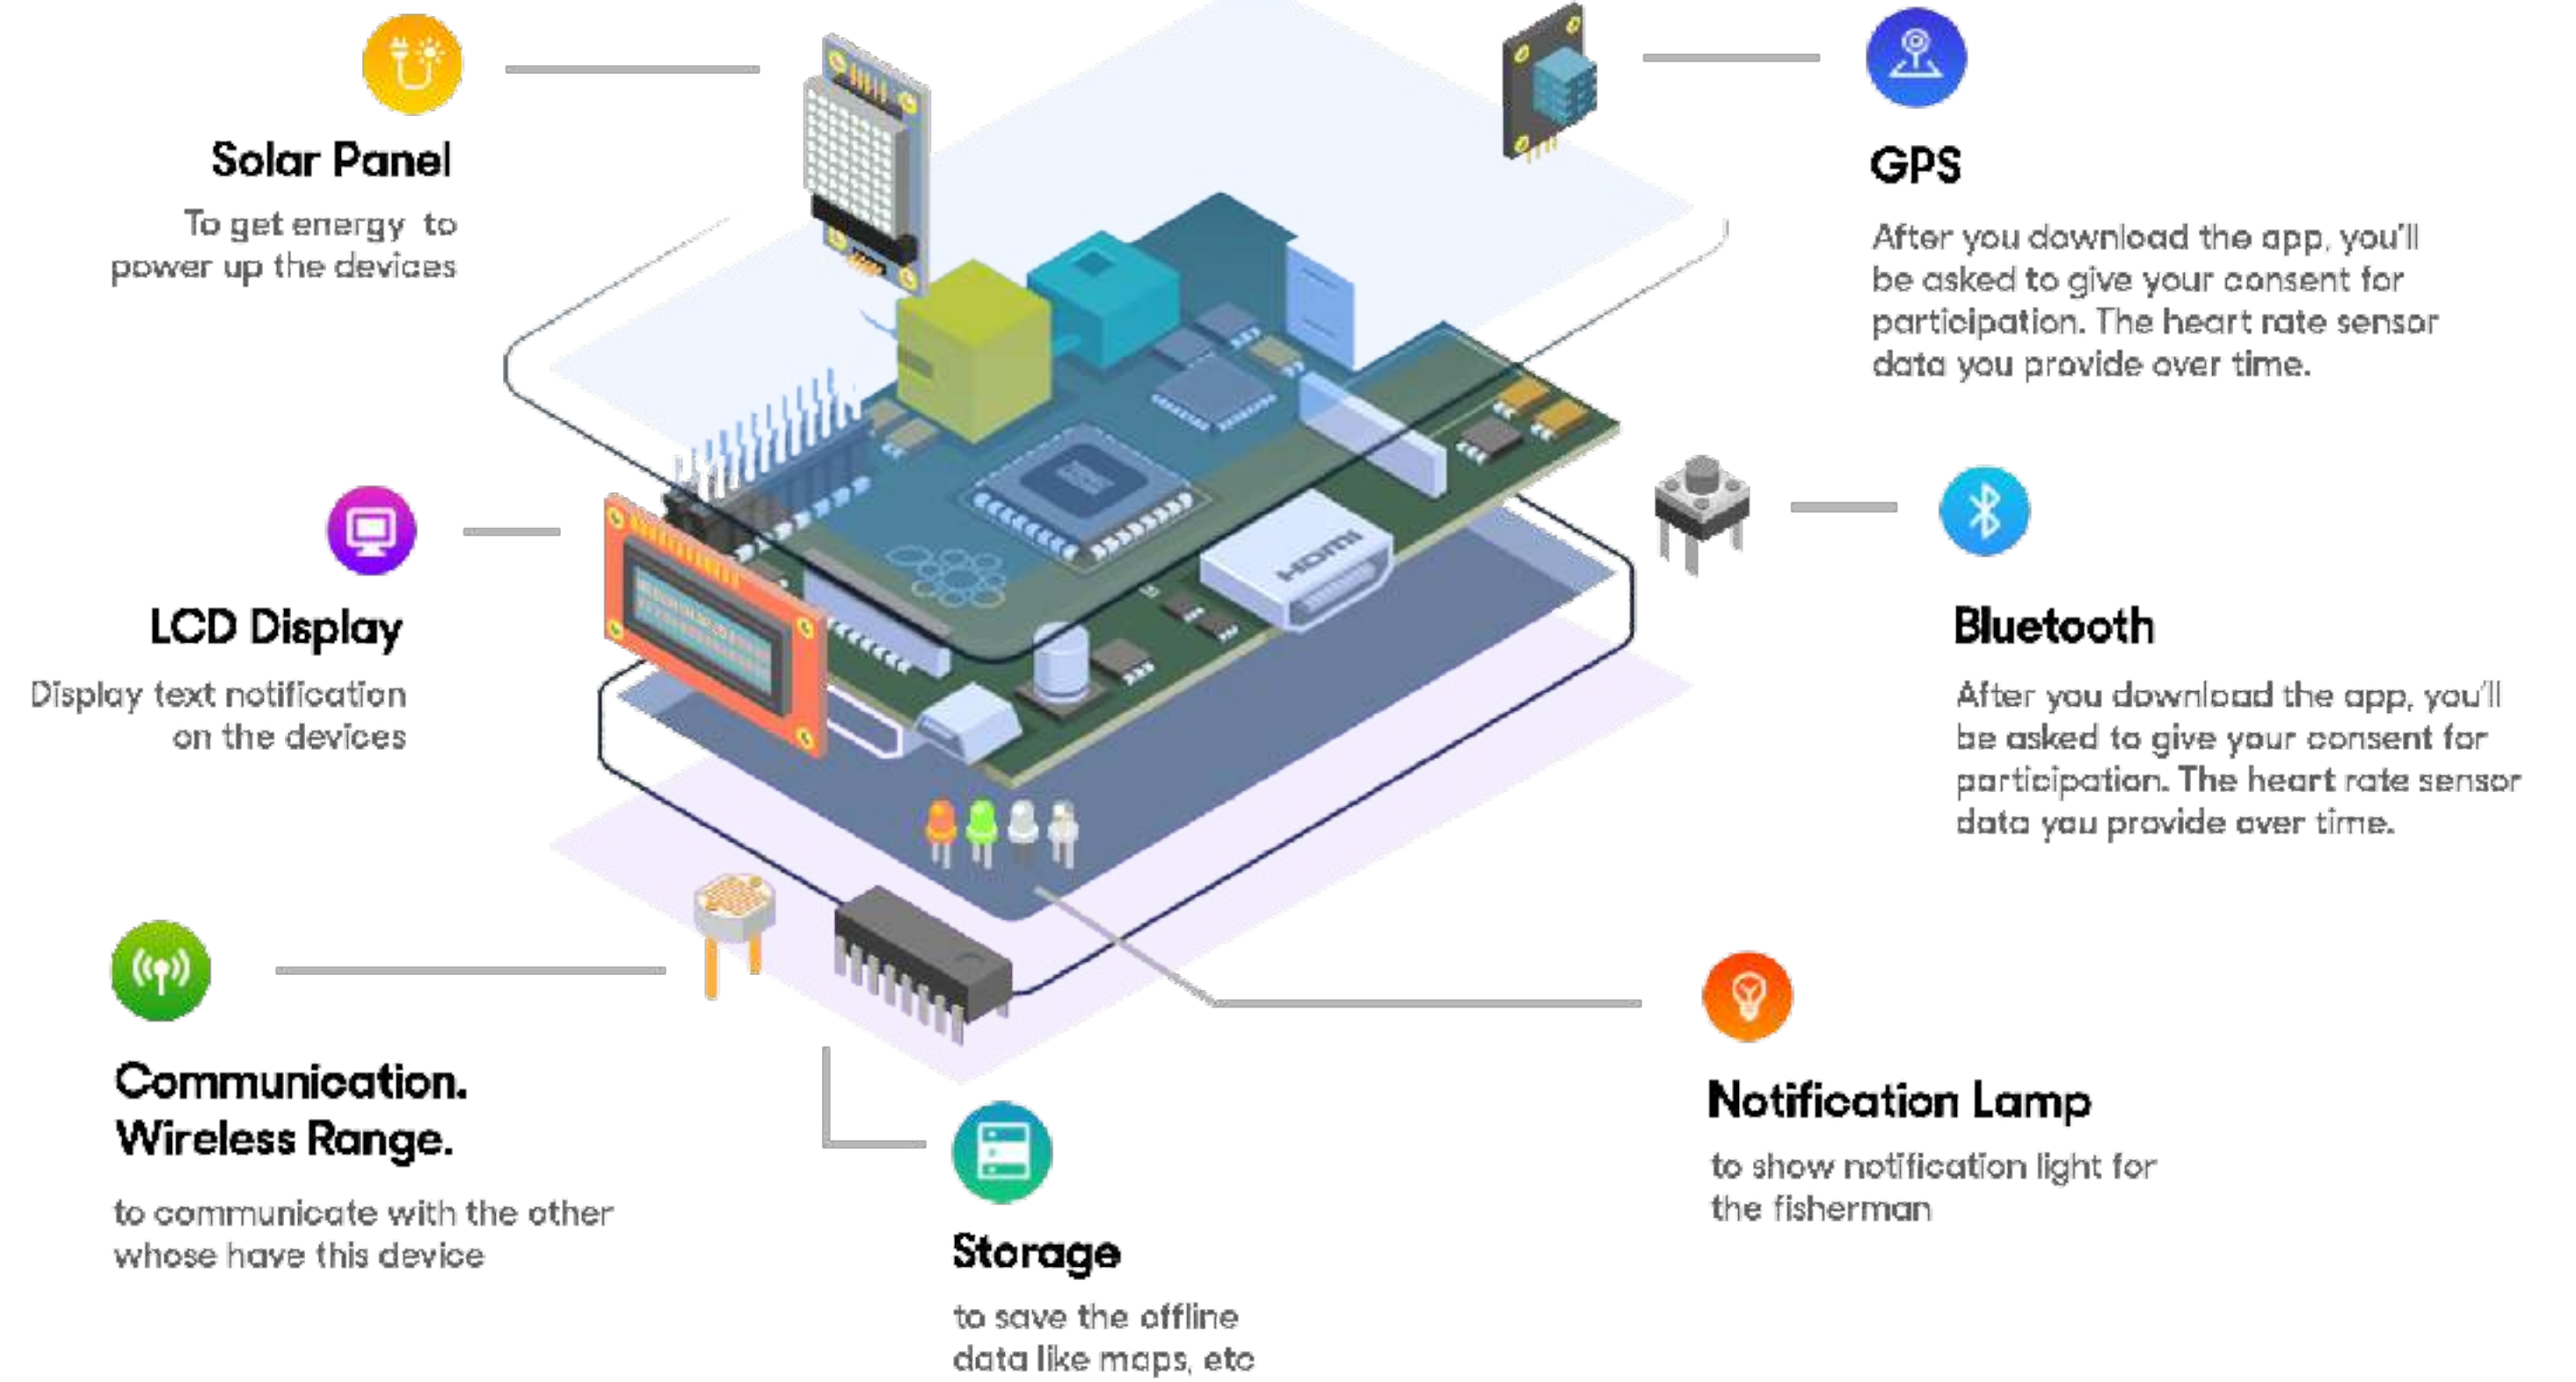 Solar Panel
To get energy to
power up the devices
GPS
After you download the app, you'll
be asked to give your consent for
participation. The heart rate sensor
data you provide over time.
LCD Display
Display text notification
on the devices
HDMI
Bluetooth
After you download the app, you'll
be asked to give your consent for
participation. The heart rate sensor
data you provide over time.
Communication.
Wireless Range.
to communicate with the other
whose have this device
Storage
to save the offline
data like maps, etc
Notification Lamp
to show notification light for
the fisherman